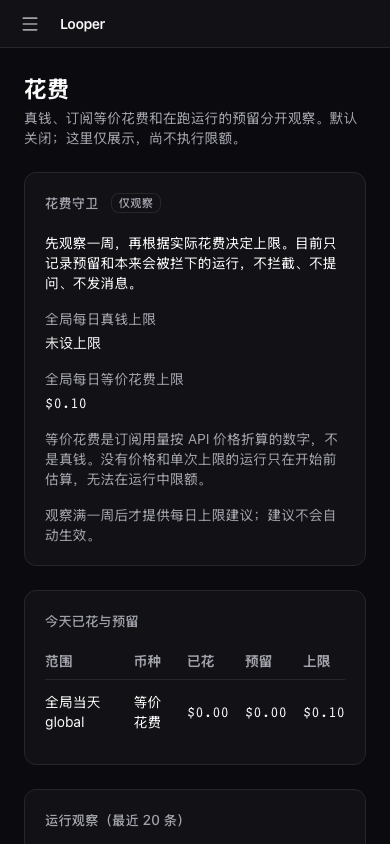 Looper
花费
真钱、订阅等价花费和在跑运行的预留分开观察。默认
关闭；这里仅展示，尚不执行限额。
花费守卫 仅观察
先观察一周，再根据实际花费决定上限。目前只
记录预留和本来会被拦下的运行，不拦截、不提
问、不发消息。
全局每日真钱上限
未设上限
全局每日等价花费上限
$0.10
等价花费是订阅用量按 API 价格折算的数字，不
是真钱。没有价格和单次上限的运行只在开始前
估算，无法在运行中限额。
观察满一周后才提供每日上限建议；建议不会自
动生效。
今天已花与预留
范围 币种 已花 预留 上限
全局当天 等价 $0.00 $0.00 $0.10
global 花费
运行观察（最近 20 条）